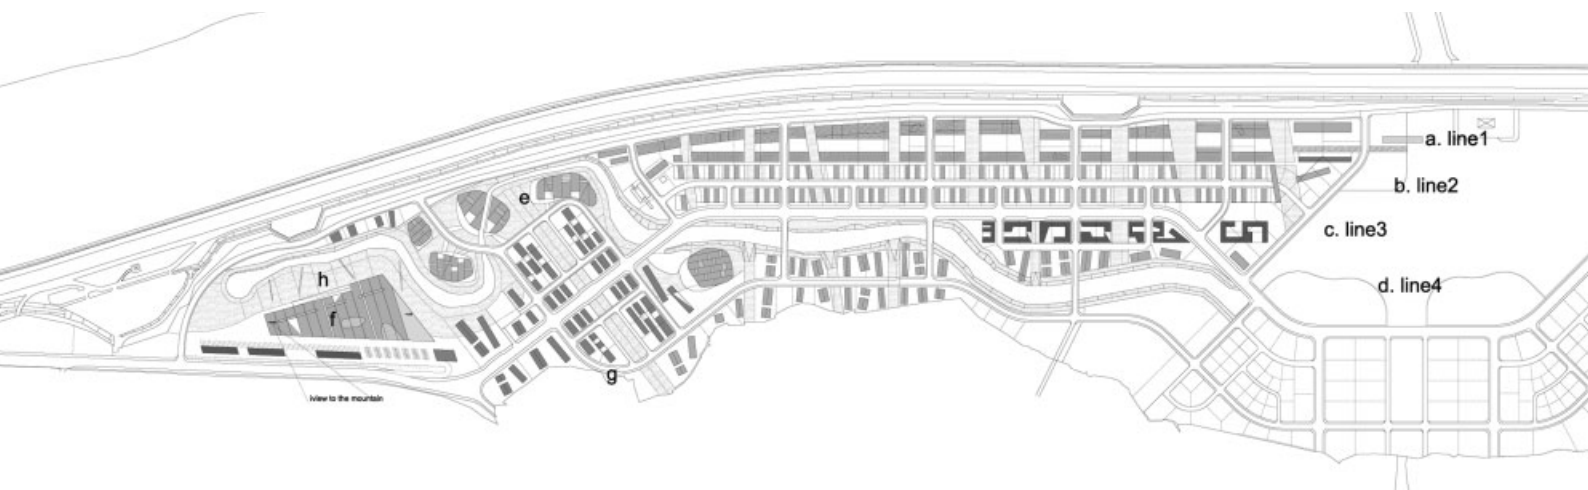 a. line1
b. line2
e
c. line3
h
d. line4
f
g
iview to the mountain